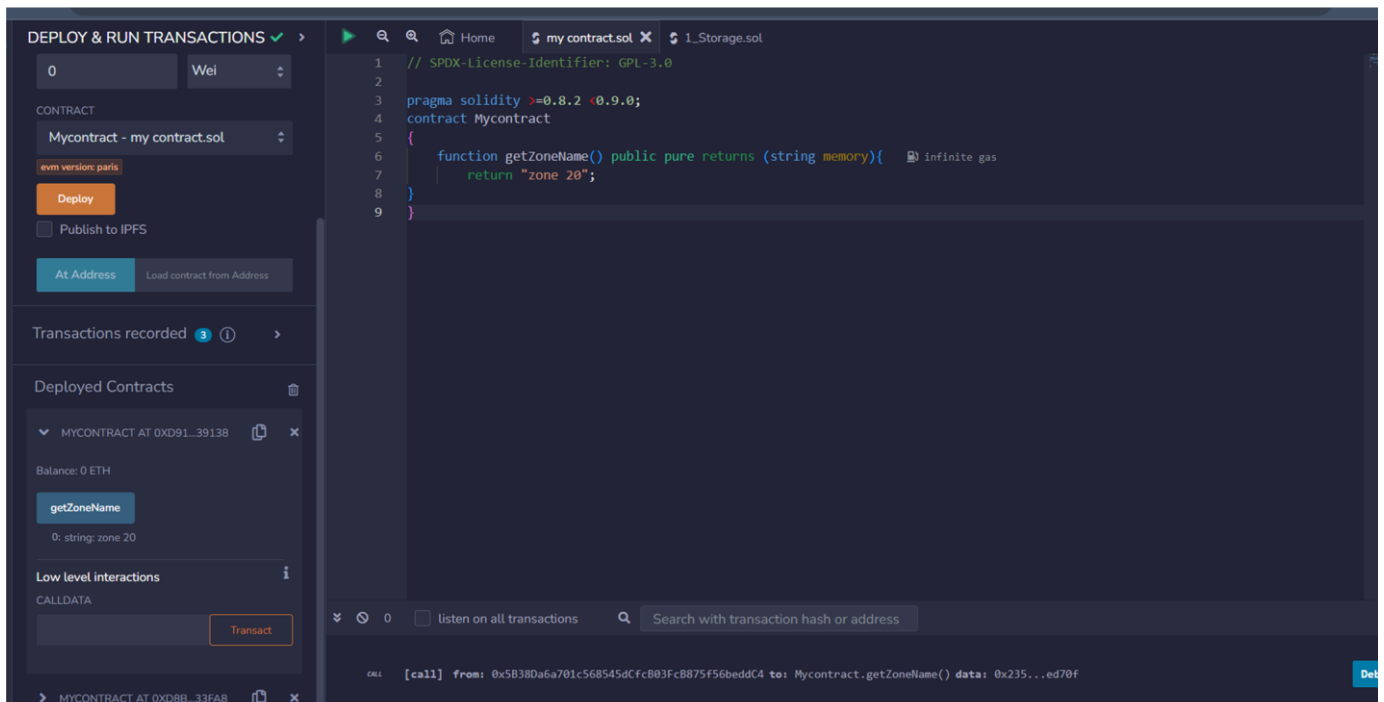 DEPLOY & RUN TRANSACTIONS
0
Wei
CONTRACT
Mycontract - my contract.sol
evm version: paris
Deploy
Publish to IPFS
At Address
Load contract from Address
Transactions recorded 3
Deployed Contracts
MYCONTRACT AT 0XD91...39138
Balance: 0 ETH
getZoneName
0: string: zone 20
Low level interactions
CALLDATA
Transact
MYCONTRACT AT 0XD8B...33FA8
Home
my contract.sol
1_Storage.sol
1 // SPDX-License-Identifier: GPL-3.0
2
3 pragma solidity >=0.8.2 <0.9.0;
4 contract Mycontract
5 {
6 function getZoneName() public pure returns (string memory){ infinite gas
7 return "zone 20";
8 }
9 }
0
listen on all transactions
Search with transaction hash or address
CALL [call] from: 0x5B38Da6a701c568545dCfcB03FcB875f56beddC4 to: Mycontract.getZoneName() data: 0x235...ed70f
Deb